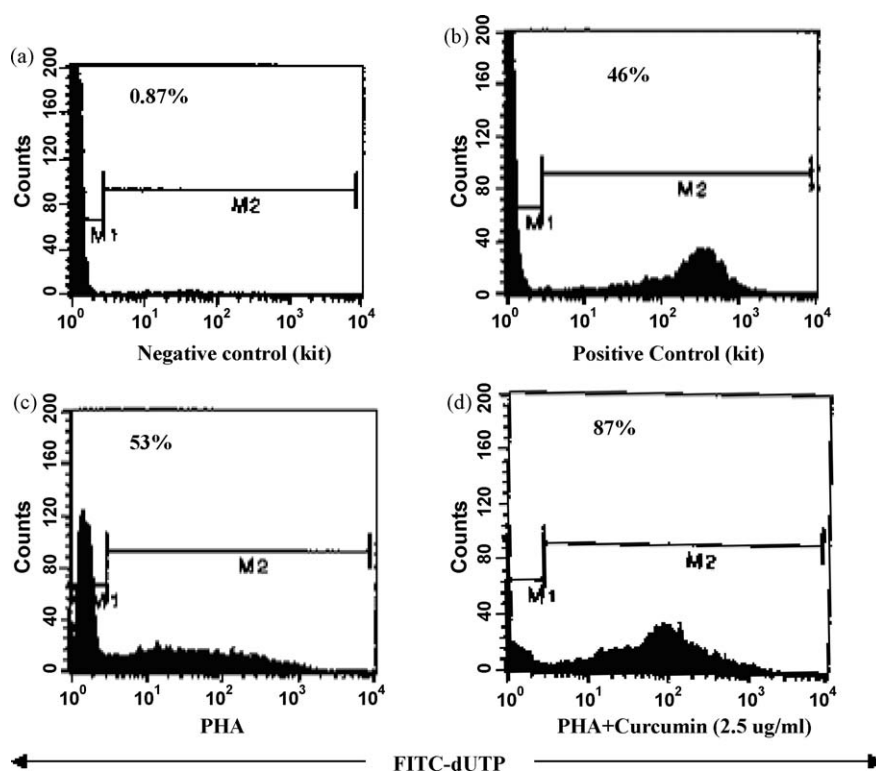 (a)
200
160
120
80
40
0
Counts
0.87%
M1
M2
10⁰ 10¹ 10² 10³ 10⁴
Negative control (kit)
(b)
200
160
120
80
40
0
Counts
46%
M1
M2
10⁰ 10¹ 10² 10³ 10⁴
Positive Control (kit)
(c)
200
160
120
80
40
0
Counts
53%
M1
M2
10⁰ 10¹ 10² 10³ 10⁴
PHA
(d)
200
160
120
80
40
0
Counts
87%
M1
M2
10⁰ 10¹ 10² 10³ 10⁴
PHA+Curcumin (2.5 ug/ml)
FITC-dUTP